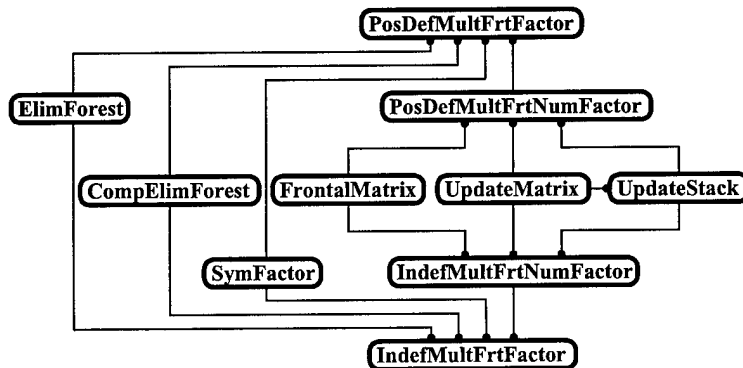 PosDefMultFrtFactor
ElimForest
PosDefMultFrtNumFactor
CompElimForest
FrontalMatrix
UpdateMatrix
UpdateStack
SymFactor
IndefMultFrtNumFactor
IndefMultFrtFactor